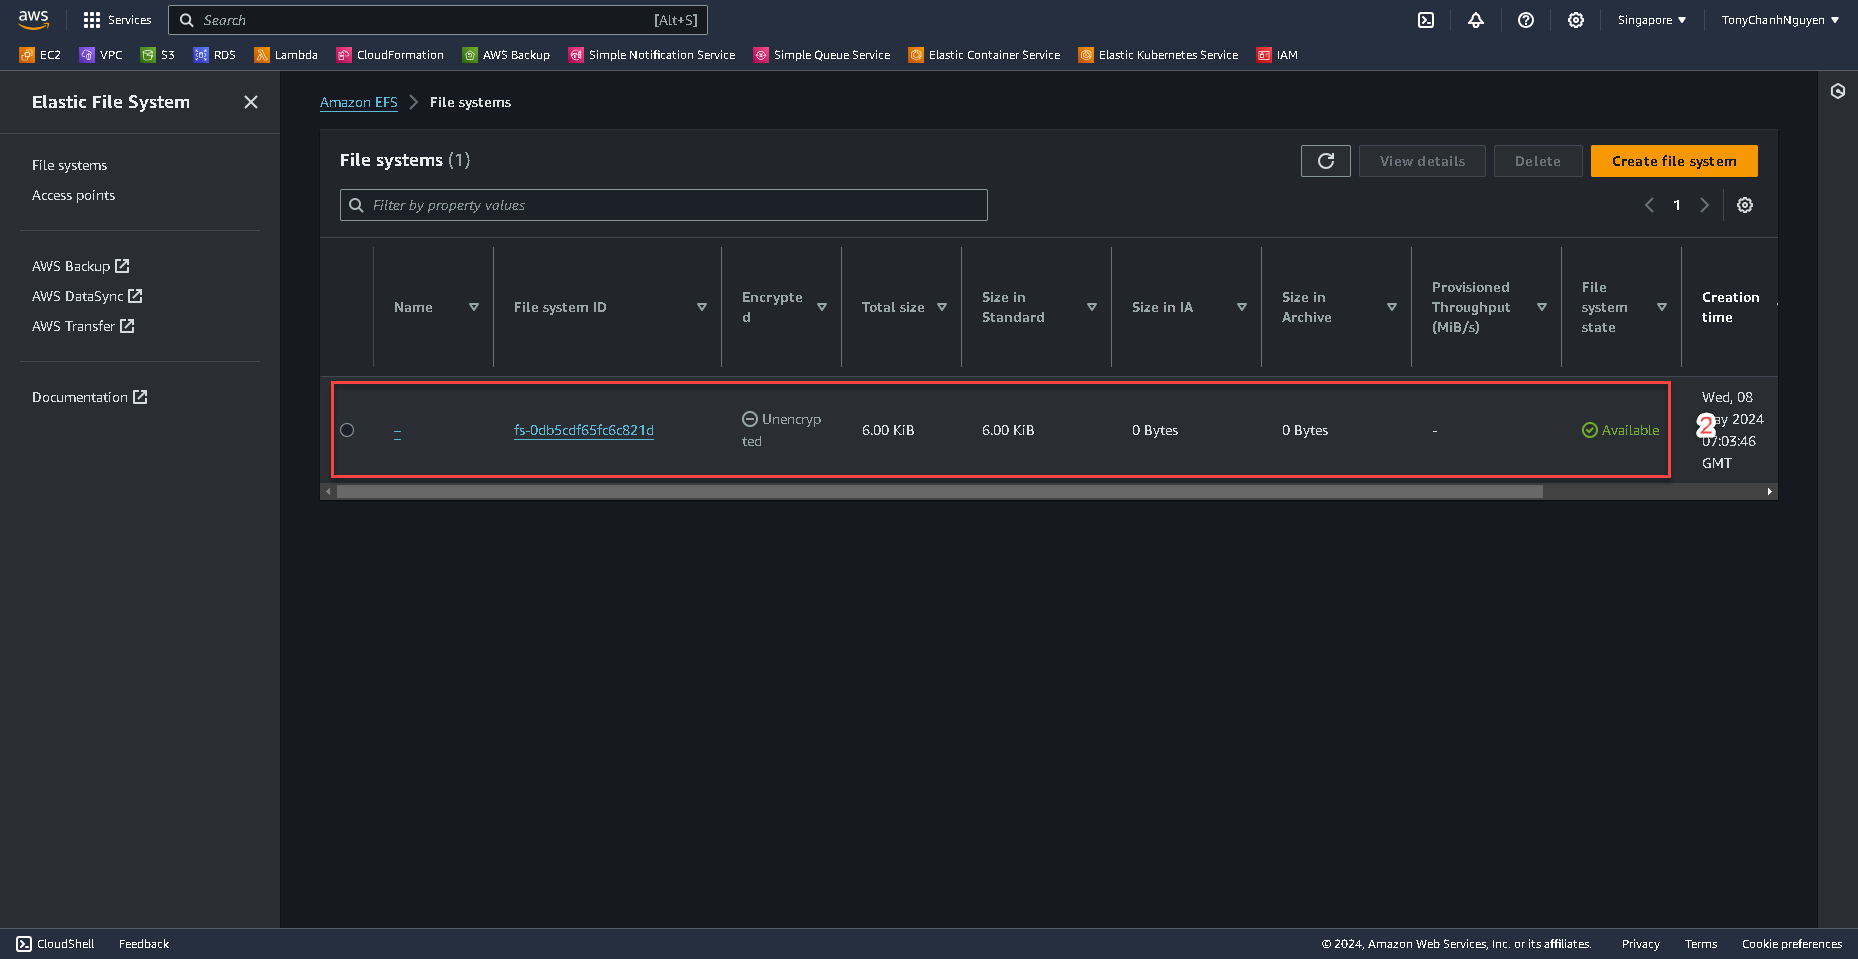 aws
Services
Search [Alt+S]
Singapore
TonyChanhNguyen
EC2 VPC S3 RDS Lambda CloudFormation AWS Backup Simple Notification Service Simple Queue Service Elastic Container Service Elastic Kubernetes Service IAM
Elastic File System
File systems
Access points
AWS Backup
AWS DataSync
AWS Transfer
Documentation
Amazon EFS File systems
File systems (1)
View details
Delete
Create file system
Filter by property values
1
Name
File system ID
Encrypte
d
Total size
Size in
Standard
Size in IA
Size in
Archive
Provisioned
Throughput
(MiB/s)
File
system
state
Creation
time
–
fs-0db5cdf65fc6c821d
Unencryp
ted
6.00 KiB
6.00 KiB
0 Bytes
0 Bytes
-
Available
Wed, 08
ay 2024
07:03:46
GMT
2
CloudShell Feedback
© 2024, Amazon Web Services, Inc. or its affiliates. Privacy Terms Cookie preferences